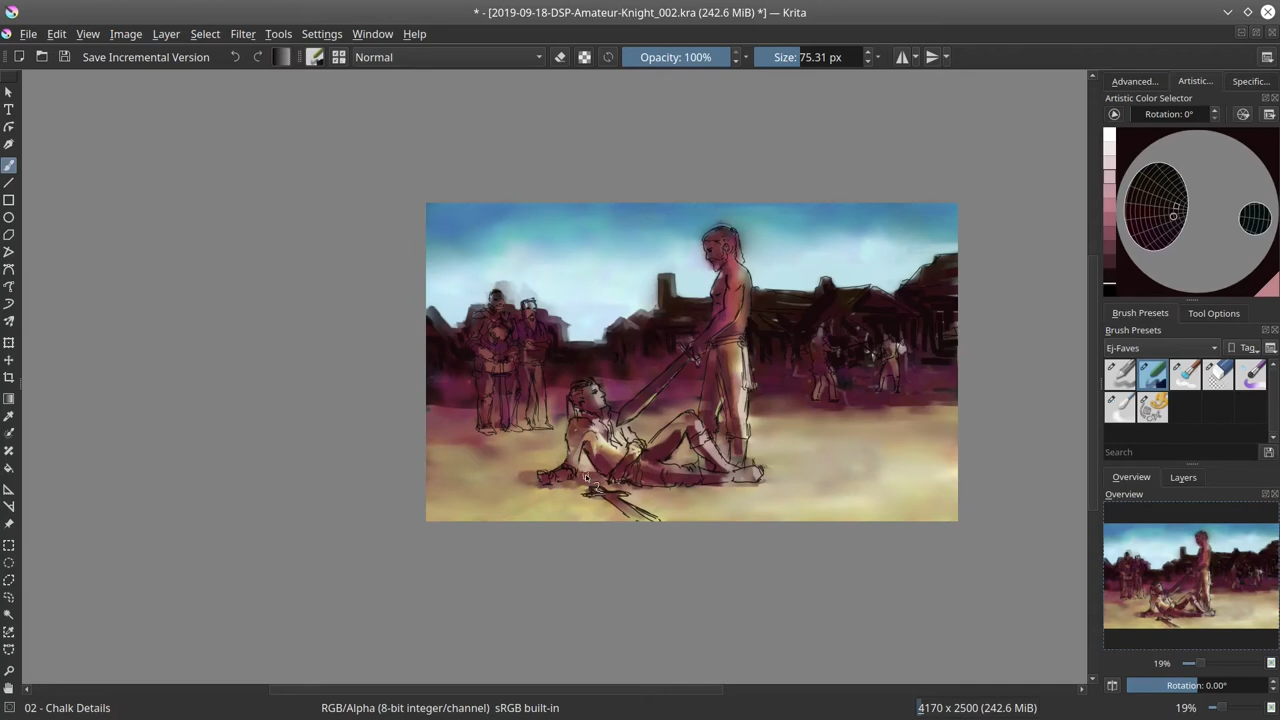 * - [2019-09-18-DSP-Amateur-Knight_002.kra (242.6 MiB) *] — Krita
File Edit View Image Layer Select Filter Tools Settings Window Help
Save Incremental Version Normal Opacity: 100% Size: 75.31 px
Advanced... Artistic... Specific...
Artistic Color Selector
Rotation: 0°
Brush Presets Tool Options
Brush Presets
Ej-Faves Tag
Search
Overview Layers
Overview
19%
Rotation: 0.00°
02 - Chalk Details RGB/Alpha (8-bit integer/channel) sRGB built-in 4170 x 2500 (242.6 MiB) 19%